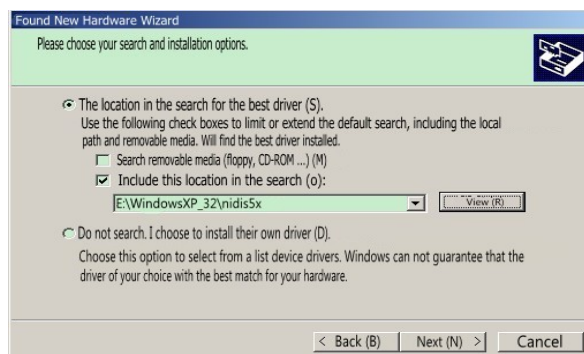 Found New Hardware Wizard
Please choose your search and installation options.
The location in the search for the best driver (S).
Use the following check boxes to limit or extend the default search, including the local
path and removable media. Will find the best driver installed.
Search removable media (floppy, CD-ROM ...) (M)
Include this location in the search (o):
E:\WindowsXP_32\nidis5x
View (R)
Do not search. I choose to install their own driver (D).
Choose this option to select from a list device drivers. Windows can not guarantee that the
driver of your choice with the best match for your hardware.
< Back (B)
Next (N) >
Cancel